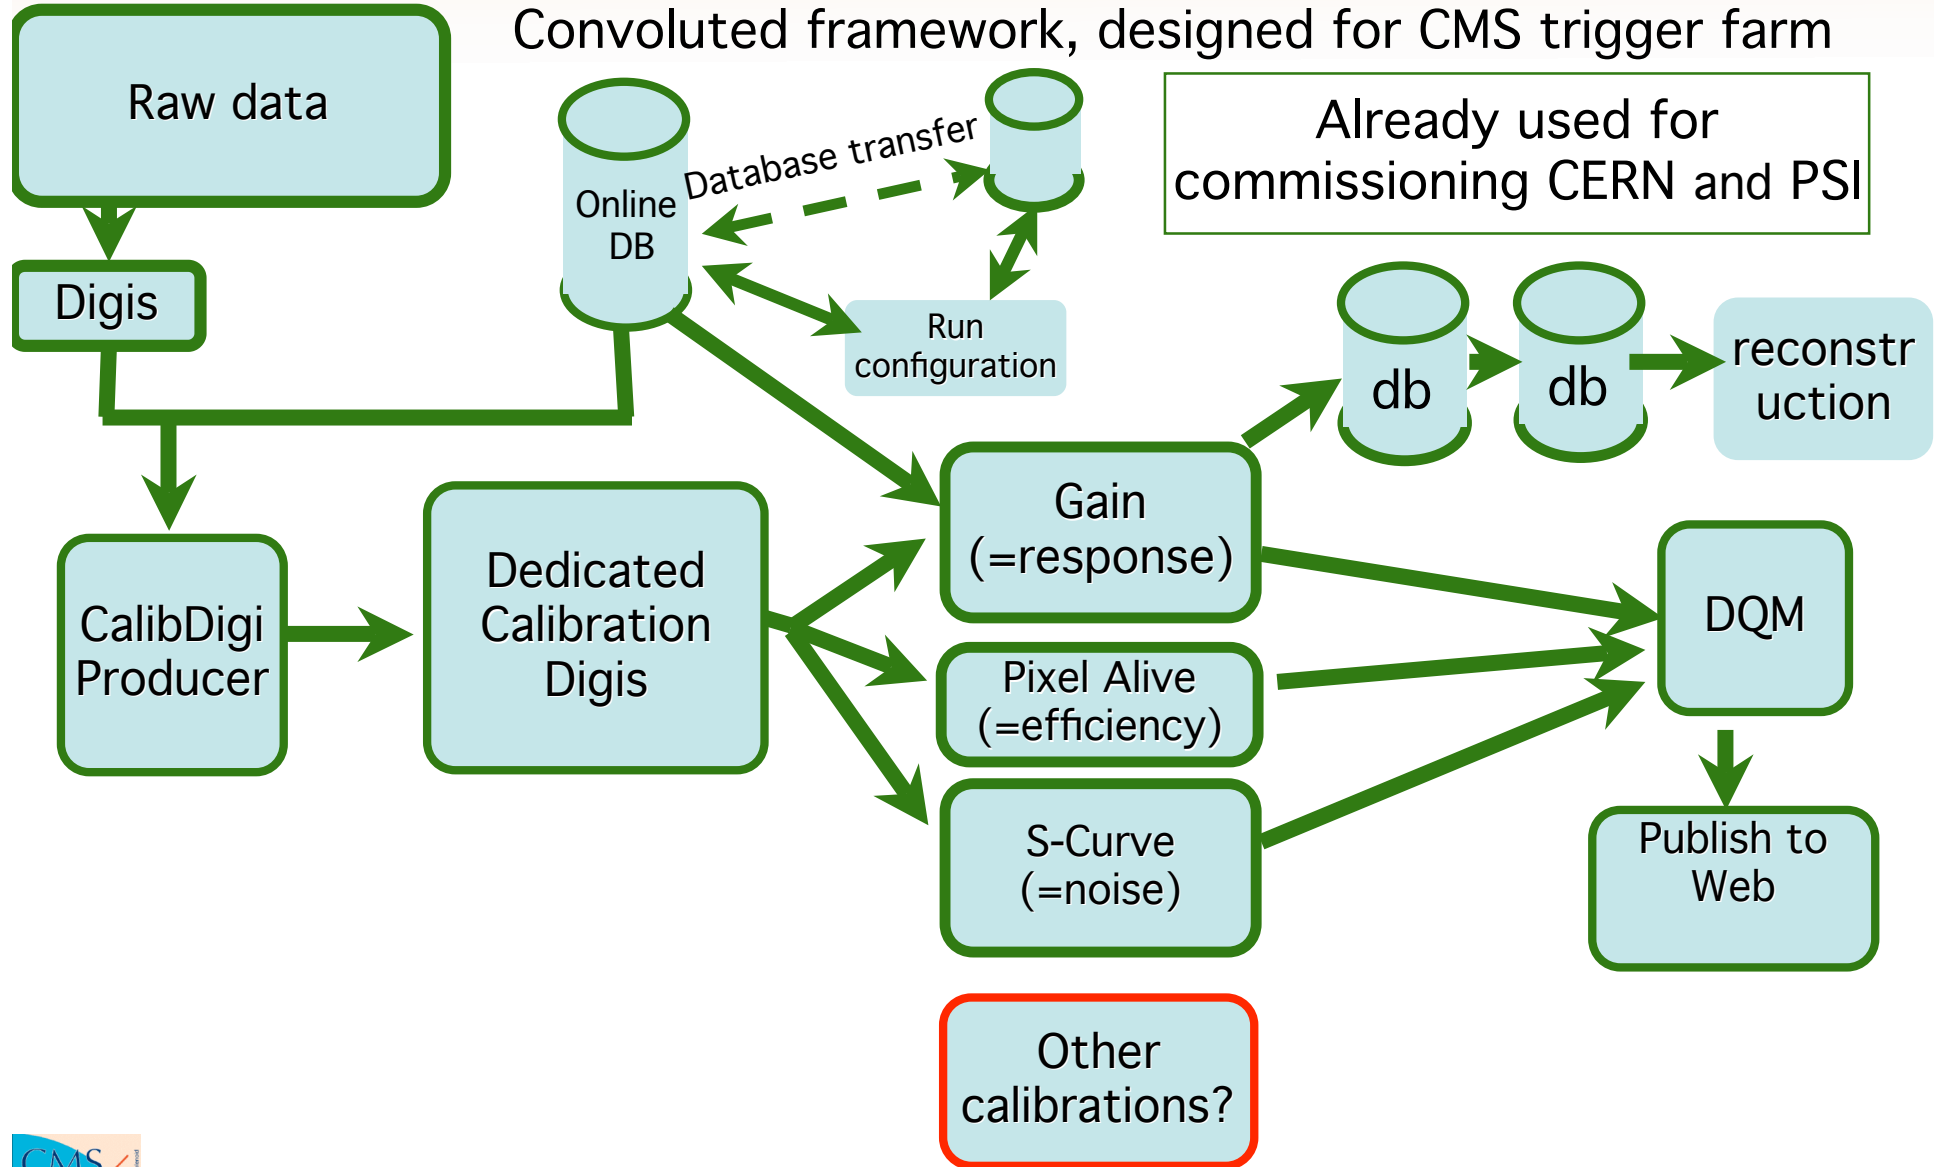 Convoluted framework, designed for CMS trigger farm
Raw data
Already used for
commissioning CERN and PSI
Database transfer
Online
DB
Digis
Run
configuration
db
db
reconstr
uction
Gain
(=response)
Dedicated
Calibration
Digis
CalibDigi
Producer
DQM
Pixel Alive
(=efficiency)
S-Curve
(=noise)
Publish to
Web
Other
calibrations?
CMS